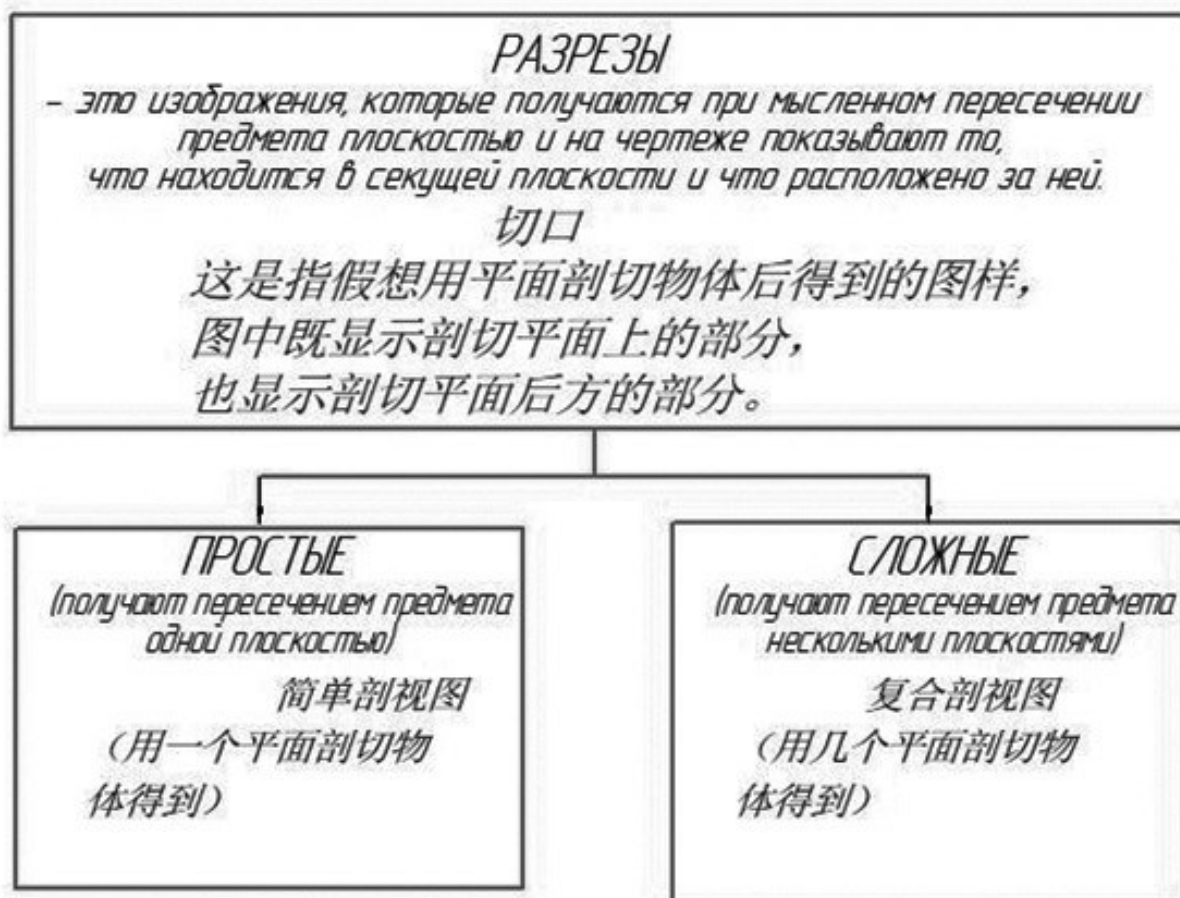 РАЗРЕЗЫ
- это изображения, которые получаются при мысленном пересечении
предмета плоскостью и на чертеже показывают то,
что находится в секущей плоскости и что расположено за ней.
切口
这是指假想用平面剖切物体后得到的图样，
图中既显示剖切平面上的部分，
也显示剖切平面后方的部分。
ПРОСТЫЕ
(получают пересечением предмета
одной плоскостью)
简单剖视图
（用一个平面剖切物
体得到）
СЛОЖНЫЕ
(получают пересечением предмета
несколькими плоскостями)
复合剖视图
（用几个平面剖切物
体得到）